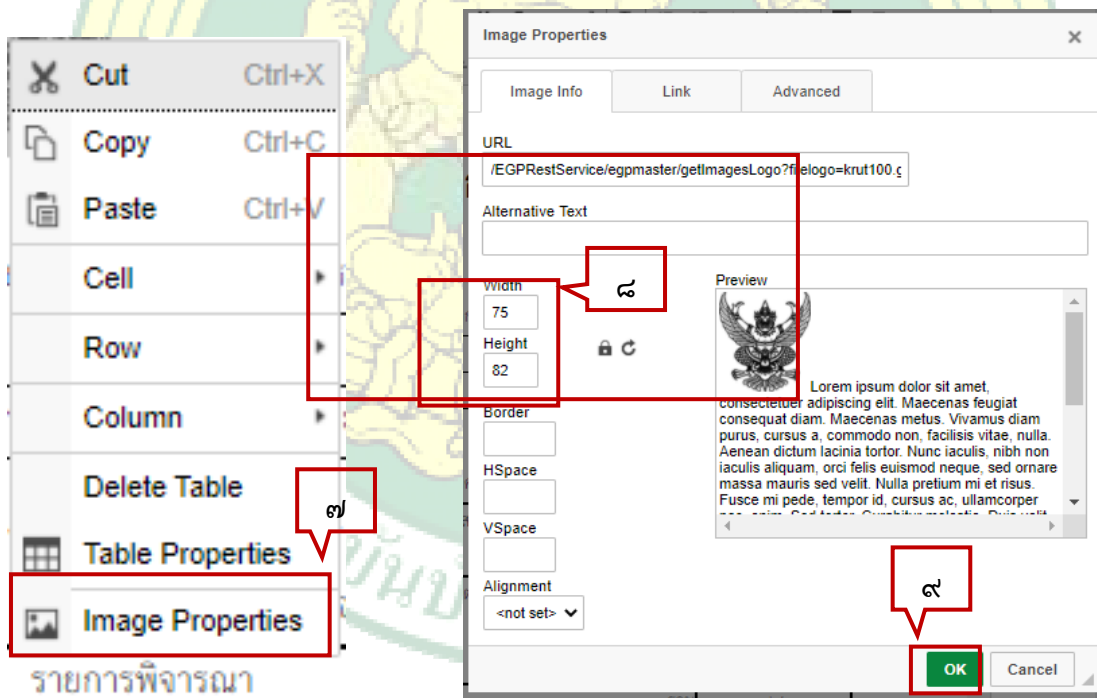 Cut Ctrl+X
Copy Ctrl+C
Paste Ctrl+V
Cell
Row
Column
Delete Table
๗
Table Properties
Image Properties
รายการพิจารณา
Image Properties
Image Info Link Advanced
URL
/EGPRestService/egpmaster/getImagesLogo?filelogo=krut100.g
Alternative Text
Width
75
๘
Height
82
Border
HSpace
VSpace
Alignment
<not set>
Preview
Lorem ipsum dolor sit amet,
consectetuer adipiscing elit. Maecenas feugiat
consequat diam. Maecenas metus. Vivamus diam
purus, cursus a, commodo non, facilisis vitae, nulla.
Aenean dictum lacinia tortor. Nunc iaculis, nibh non
iaculis aliquam, orci felis euismod neque, sed ornare
massa mauris sed velit. Nulla pretium mi et risus.
Fusce mi pede, tempor id, cursus ac, ullamcorper
๙
OK Cancel